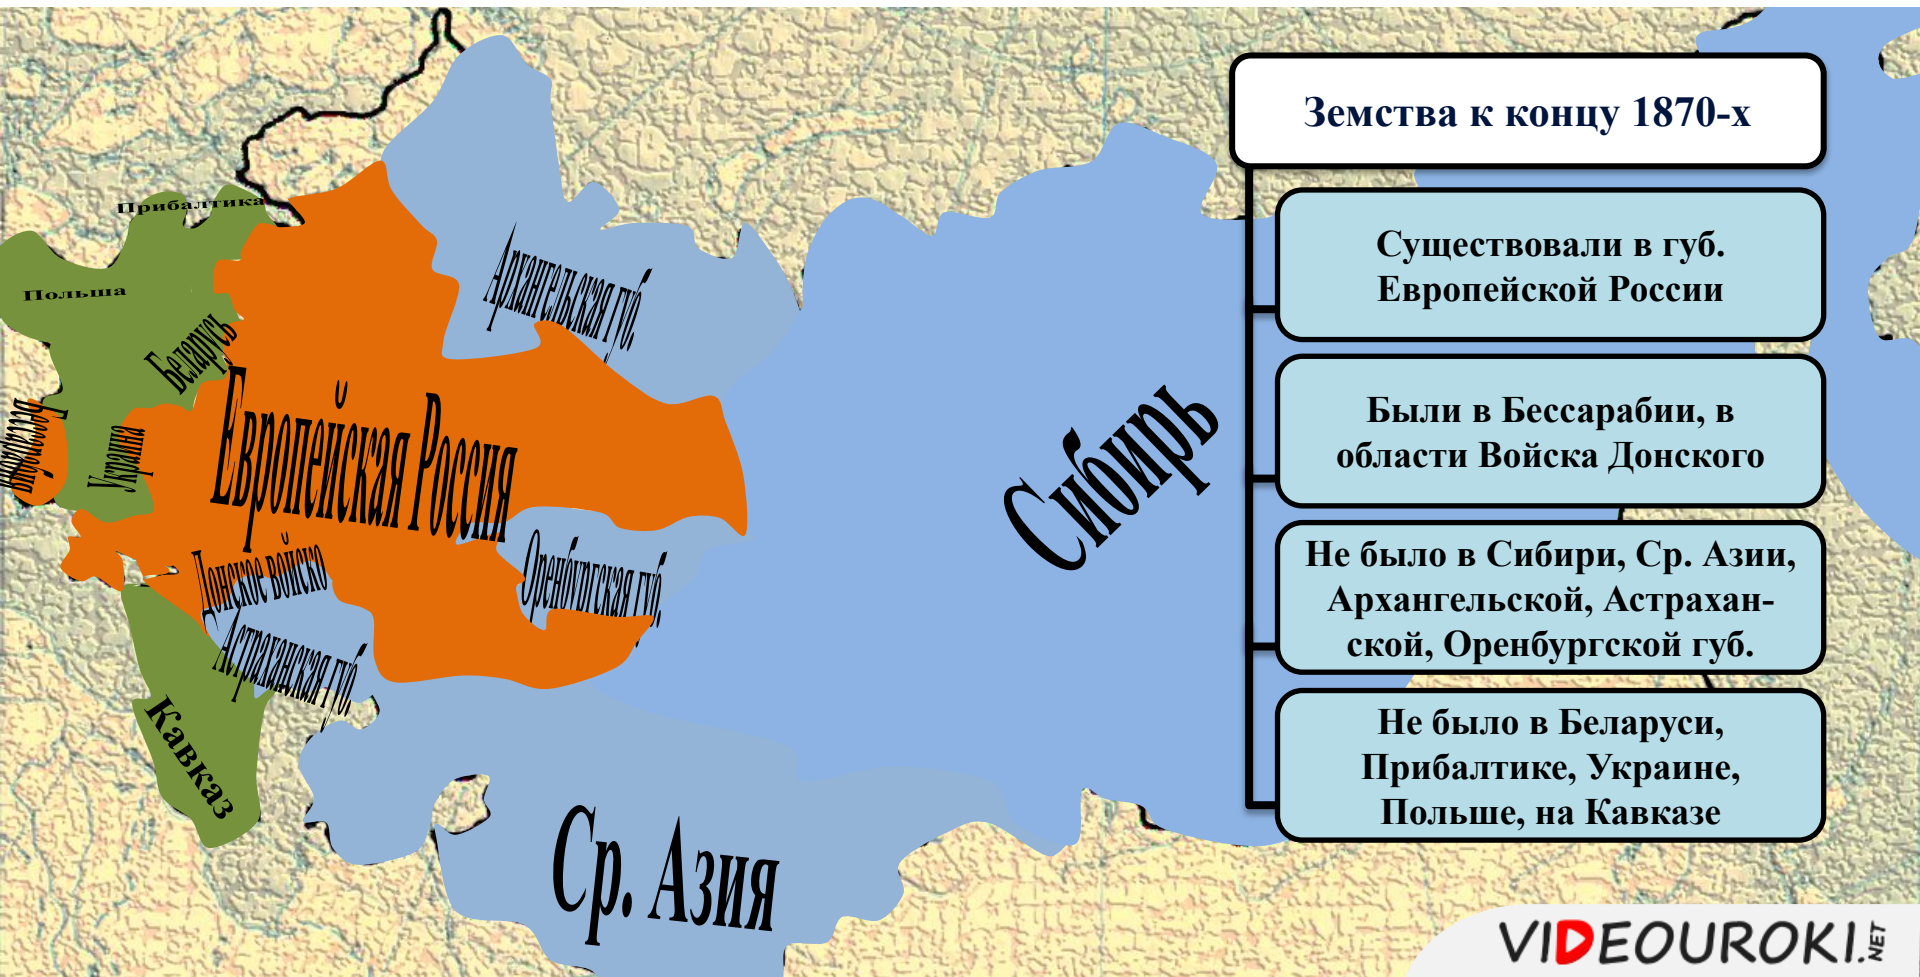 Земства к концу 1870-х
Существовали в губ.
Европейской России
Были в Бессарабии, в
области Войска Донского
Не было в Сибири, Ср. Азии,
Архангельской, Астрахан-
ской, Оренбургской губ.
Не было в Беларуси,
Прибалтике, Украине,
Польше, на Кавказе
Прибалтика
Польша
Беларусь
Бессарабия
Украина
Европейская Россия
Архангельская губ.
Донское войско
Оренбургская губ.
Астраханская губ.
Кавказ
Сибирь
Ср. Азия
VIDEOUROKI.NET